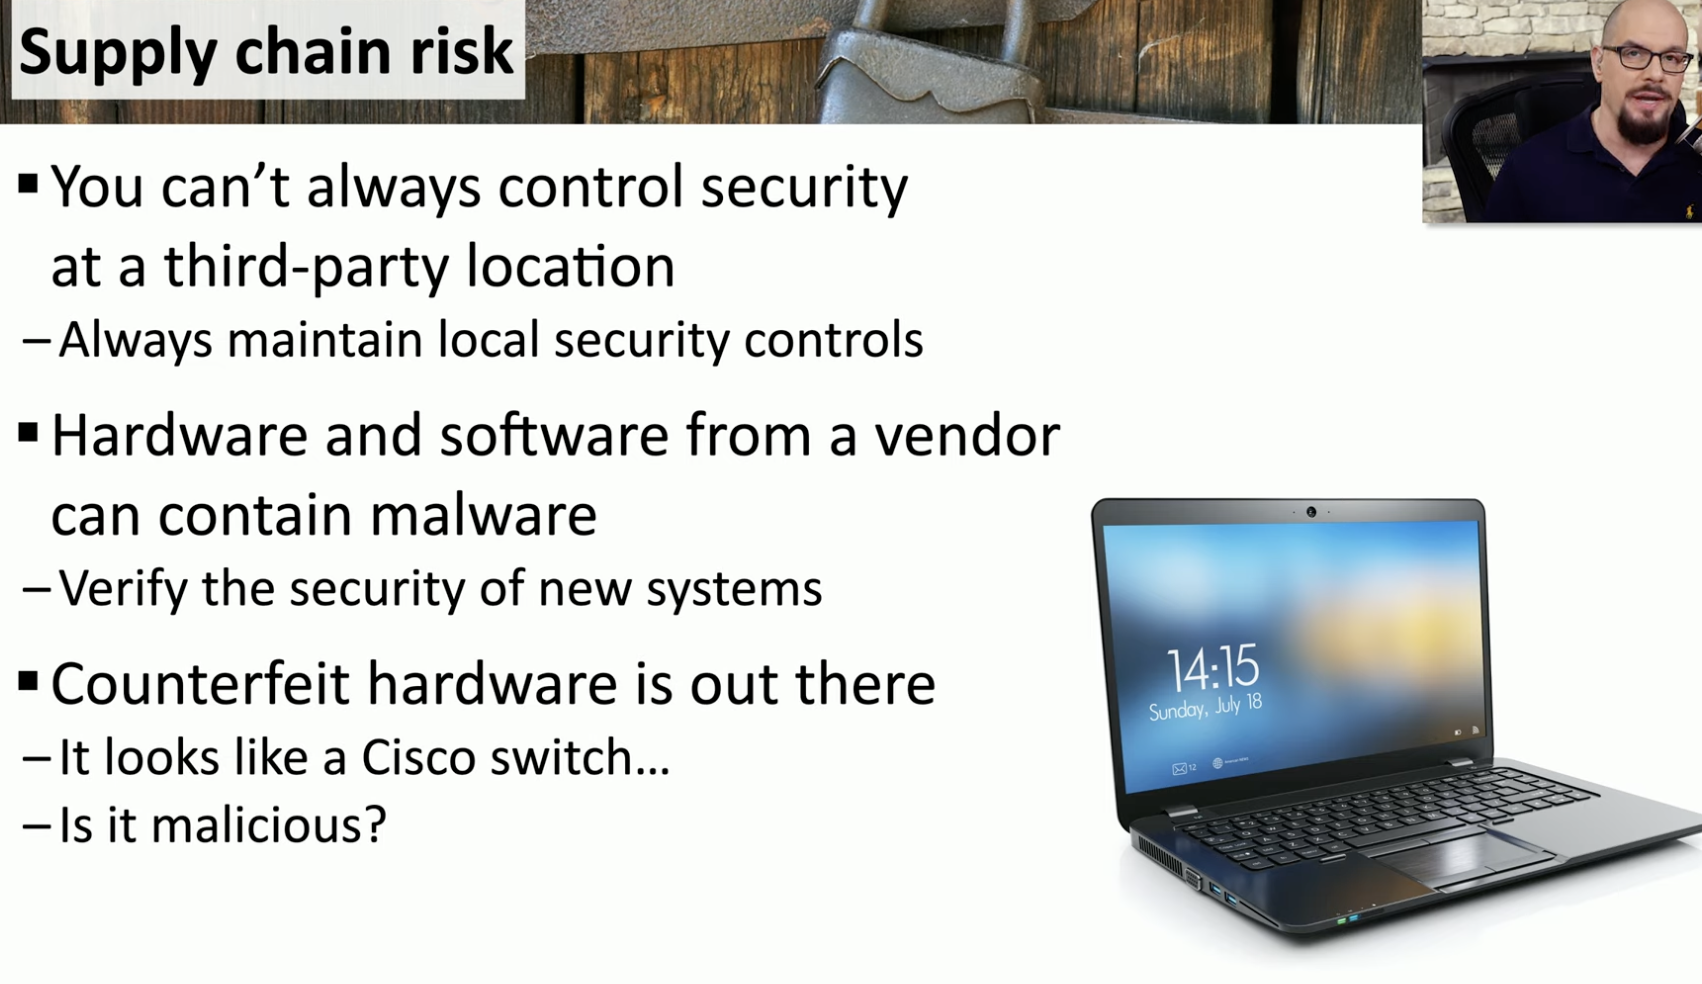 Supply chain risk
▪ You can’t always control security
at a third-party location
– Always maintain local security controls
▪ Hardware and software from a vendor
can contain malware
– Verify the security of new systems
▪ Counterfeit hardware is out there
– It looks like a Cisco switch...
– Is it malicious?
14:15
Sunday, July 18
12